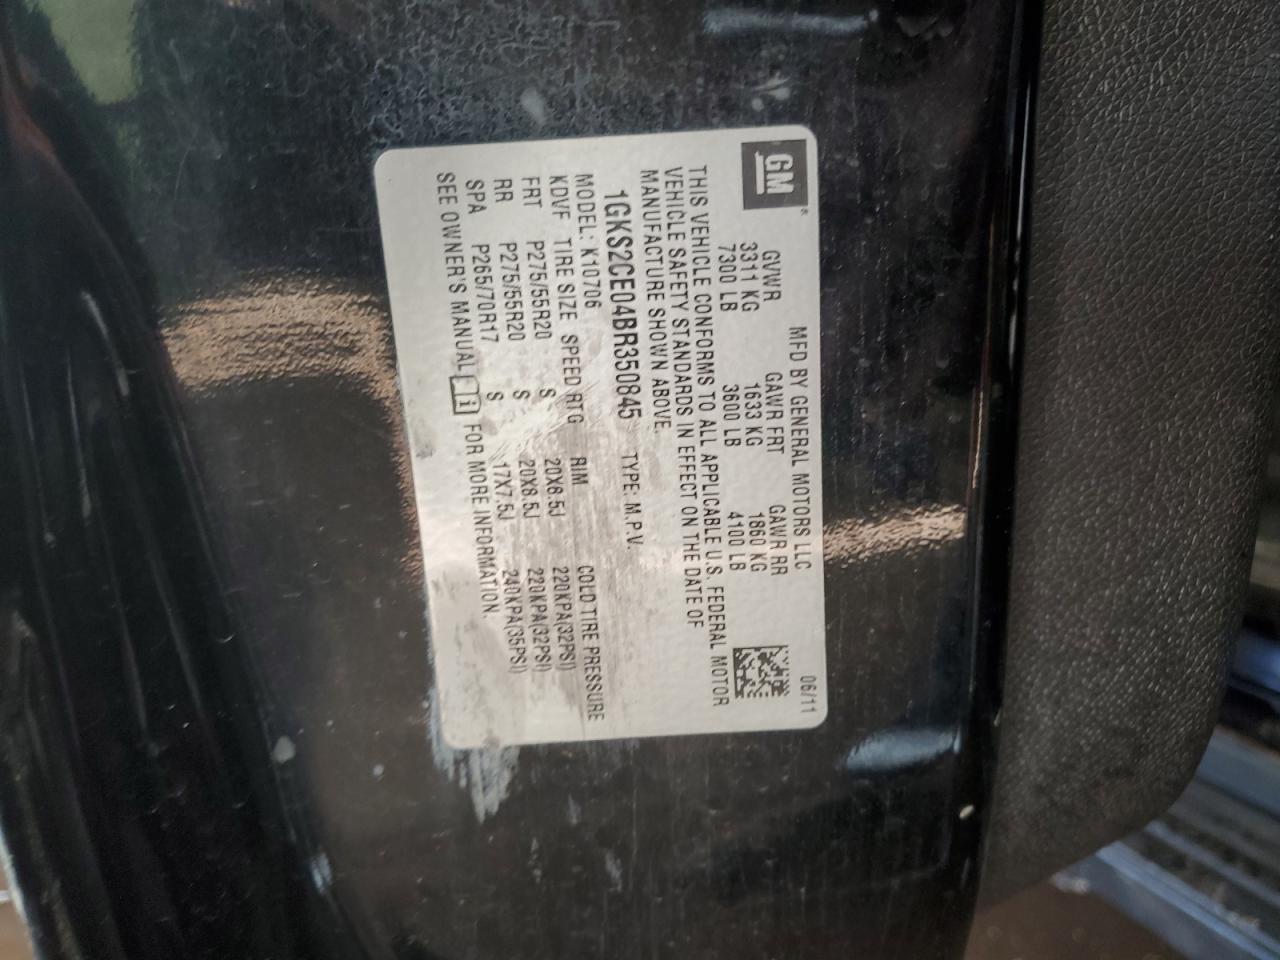 GM
MFD BY GENERAL MOTORS LLC 06/11
GVWR GAWR FRT GAWR RR
3311 KG 1633 KG 1860 KG
7300 LB 3600 LB 4100 LB
THIS VEHICLE CONFORMS TO ALL APPLICABLE U.S. FEDERAL MOTOR
VEHICLE SAFETY STANDARDS IN EFFECT ON THE DATE OF
MANUFACTURE SHOWN ABOVE.
1GKS2CE04BR350845 TYPE: M.P.V.
MODEL: K10706
KDVF TIRE SIZE SPEED RTG RIM COLD TIRE PRESSURE
FRT P275/55R20 S 20X8.5J 220KPA(32PSI)
RR P275/55R20 S 20X8.5J 220KPA(32PSI)
SPA P265/70R17 S 17X7.5J 240KPA(35PSI)
SEE OWNER'S MANUAL i FOR MORE INFORMATION.